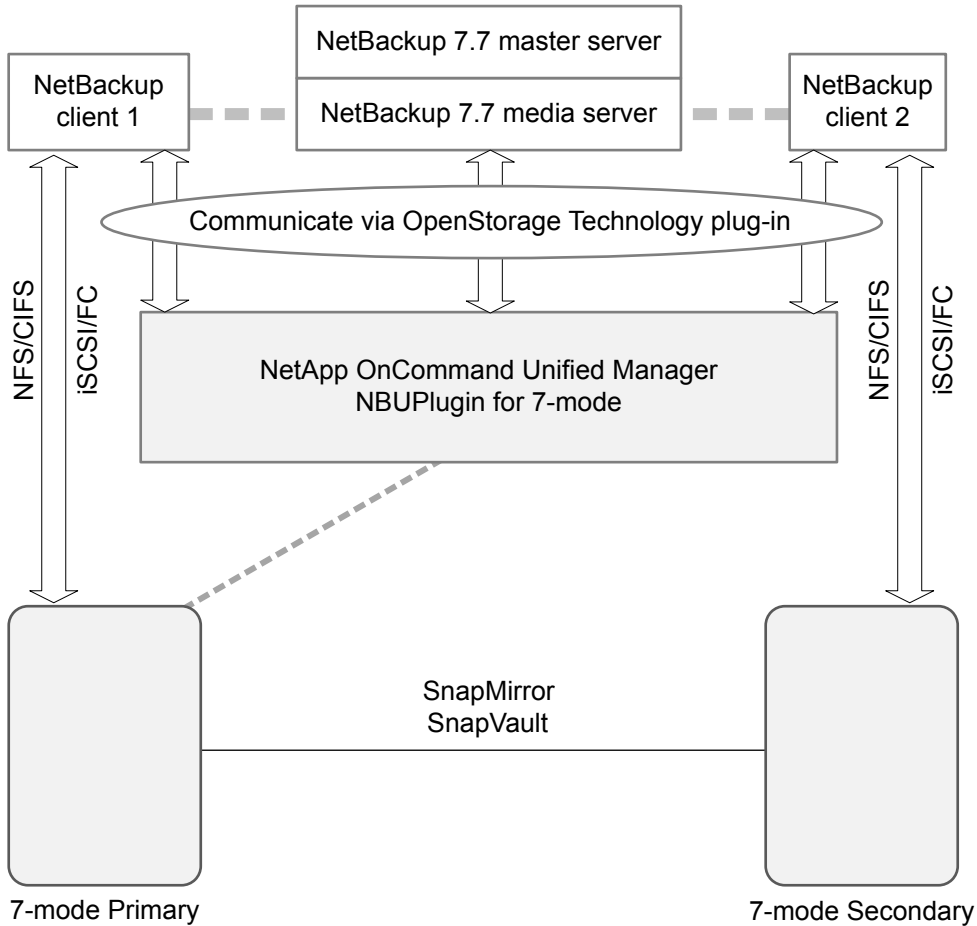 NetBackup 7.7 master server
NetBackup
client 1
NetBackup 7.7 media server
NetBackup
client 2
Communicate via OpenStorage Technology plug-in
NFS/CIFS
iSCSI/FC
NetApp OnCommand Unified Manager
NBUPlugin for 7-mode
NFS/CIFS
iSCSI/FC
SnapMirror
SnapVault
7-mode Primary
7-mode Secondary